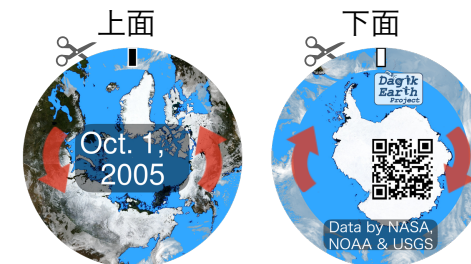 上面
下面
Oct. 1,
2005
Dagik
Earth
Project
Data by NASA,
NOAA & USGS